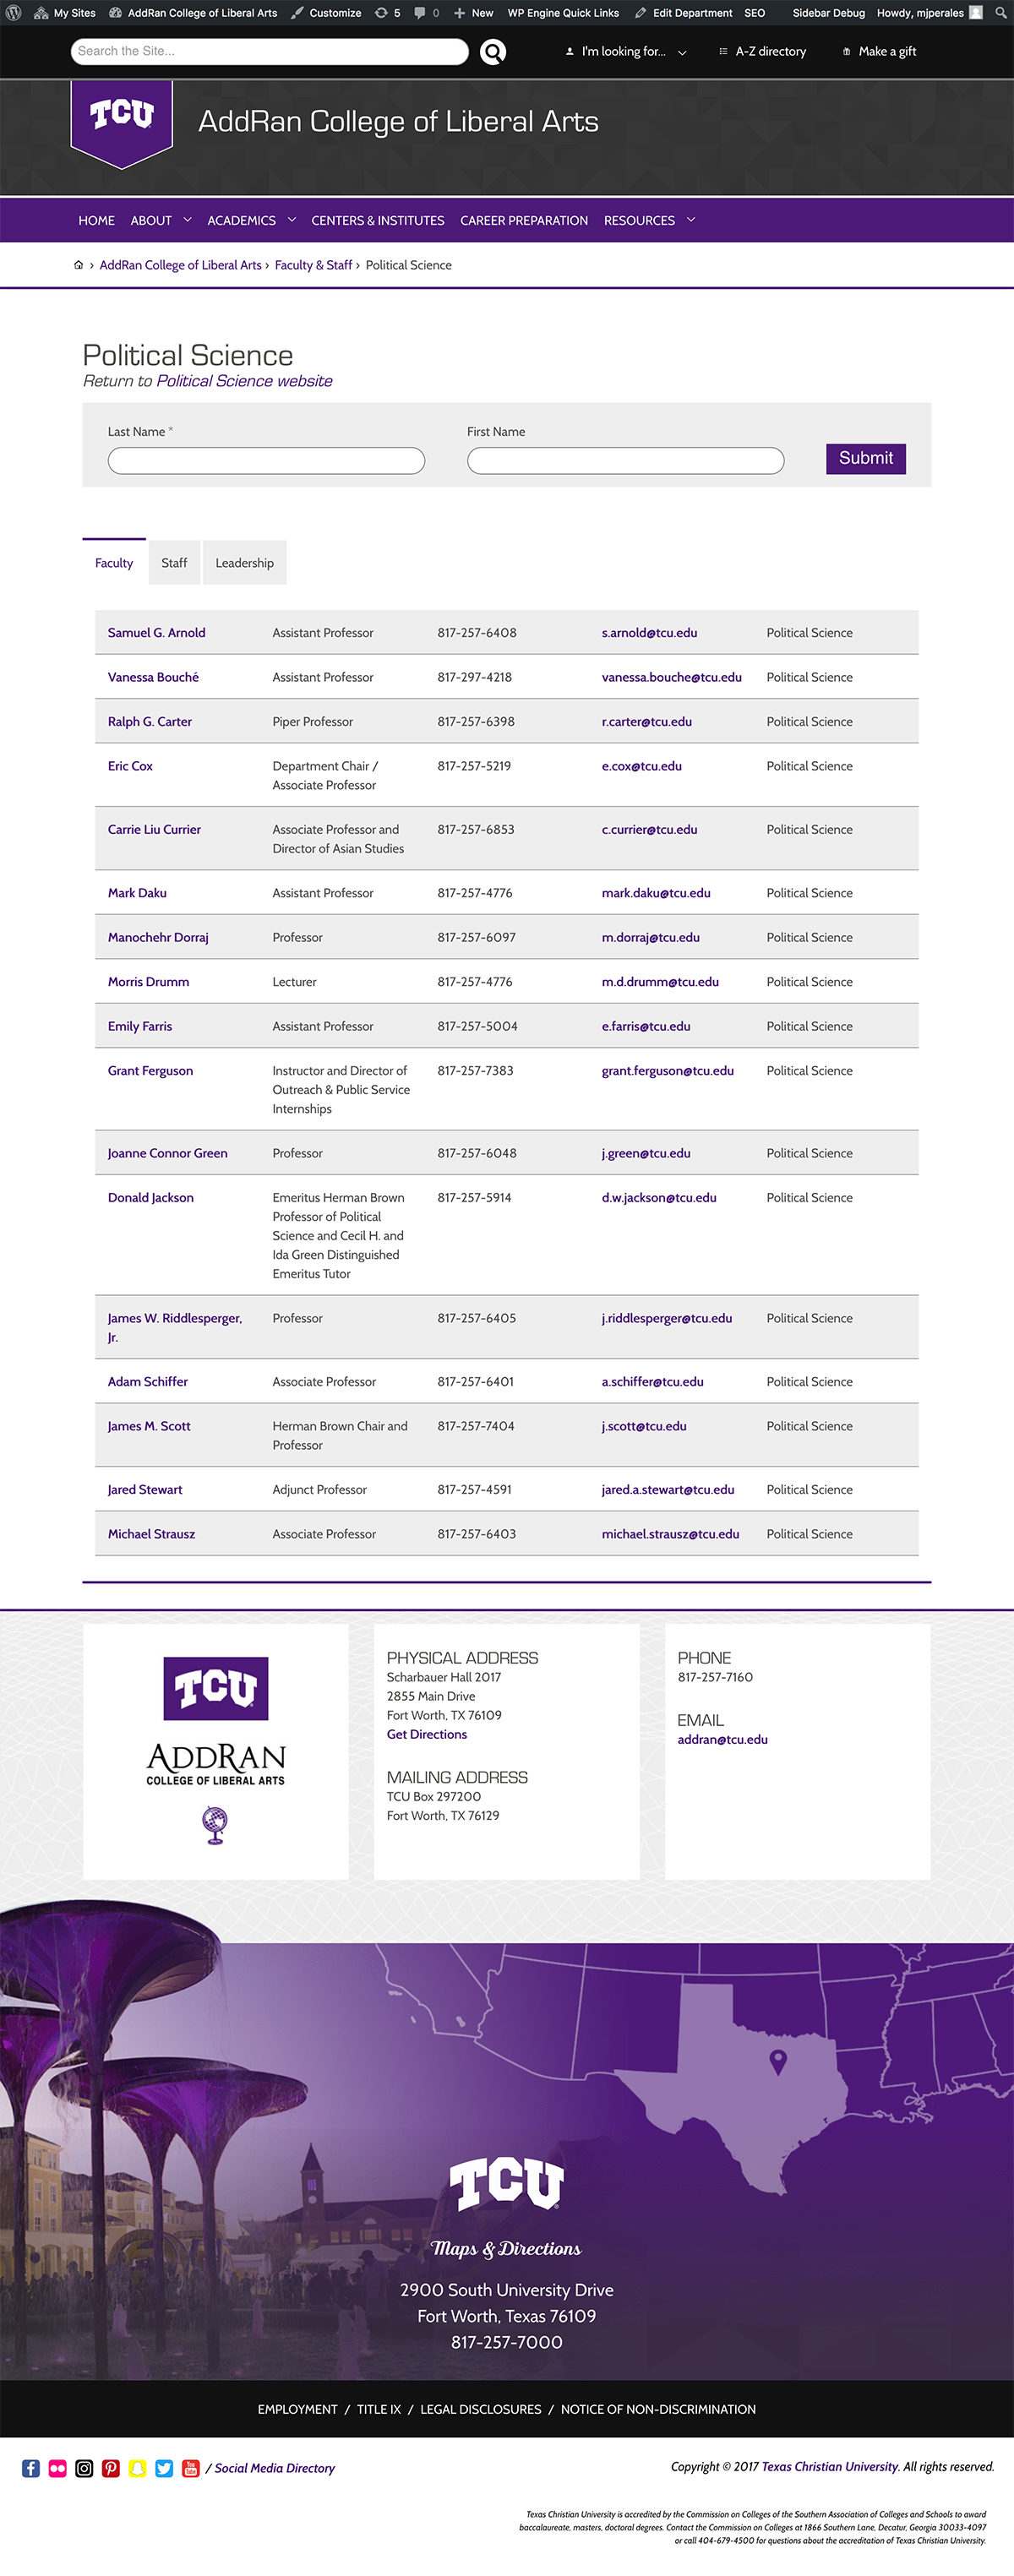 My Sites AddRan College of Liberal Arts Customize 5 0 New WP Engine Quick Links Edit Department SEO Sidebar Debug Howdy, mjperales
Search the Site... I'm looking for... A-Z directory Make a gift
TCU AddRan College of Liberal Arts
HOME ABOUT ACADEMICS CENTERS & INSTITUTES CAREER PREPARATION RESOURCES
› AddRan College of Liberal Arts › Faculty & Staff › Political Science
Political Science
Return to Political Science website
Last Name * First Name
Submit
Faculty Staff Leadership
Samuel G. Arnold Assistant Professor 817-257-6408 s.arnold@tcu.edu Political Science
Vanessa Bouché Assistant Professor 817-297-4218 vanessa.bouche@tcu.edu Political Science
Ralph G. Carter Piper Professor 817-257-6398 r.carter@tcu.edu Political Science
Eric Cox Department Chair / 817-257-5219 e.cox@tcu.edu Political Science
Associate Professor
Carrie Liu Currier Associate Professor and 817-257-6853 c.currier@tcu.edu Political Science
Director of Asian Studies
Mark Daku Assistant Professor 817-257-4776 mark.daku@tcu.edu Political Science
Manochehr Dorraj Professor 817-257-6097 m.dorraj@tcu.edu Political Science
Morris Drumm Lecturer 817-257-4776 m.d.drumm@tcu.edu Political Science
Emily Farris Assistant Professor 817-257-5004 e.farris@tcu.edu Political Science
Grant Ferguson Instructor and Director of 817-257-7383 grant.ferguson@tcu.edu Political Science
Outreach & Public Service
Internships
Joanne Connor Green Professor 817-257-6048 j.green@tcu.edu Political Science
Donald Jackson Emeritus Herman Brown 817-257-5914 d.w.jackson@tcu.edu Political Science
Professor of Political
Science and Cecil H. and
Ida Green Distinguished
Emeritus Tutor
James W. Riddlesperger, Professor 817-257-6405 j.riddlesperger@tcu.edu Political Science
Jr.
Adam Schiffer Associate Professor 817-257-6401 a.schiffer@tcu.edu Political Science
James M. Scott Herman Brown Chair and 817-257-7404 j.scott@tcu.edu Political Science
Professor
Jared Stewart Adjunct Professor 817-257-4591 jared.a.stewart@tcu.edu Political Science
Michael Strausz Associate Professor 817-257-6403 michael.strausz@tcu.edu Political Science
TCU
ADDRAN
COLLEGE OF LIBERAL ARTS
PHYSICAL ADDRESS
Scharbauer Hall 2017
2855 Main Drive
Fort Worth, TX 76109
Get Directions
MAILING ADDRESS
TCU Box 297200
Fort Worth, TX 76129
PHONE
817-257-7160
EMAIL
addran@tcu.edu
TCU
Maps & Directions
2900 South University Drive
Fort Worth, Texas 76109
817-257-7000
EMPLOYMENT / TITLE IX / LEGAL DISCLOSURES / NOTICE OF NON-DISCRIMINATION
/ Social Media Directory Copyright © 2017 Texas Christian University. All rights reserved.
Texas Christian University is accredited by the Commission on Colleges of the Southern Association of Colleges and Schools to award
baccalaureate, masters, doctoral degrees. Contact the Commission on Colleges at 1866 Southern Lane, Decatur, Georgia 30033-4097
or call 404-679-4500 for questions about the accreditation of Texas Christian University.